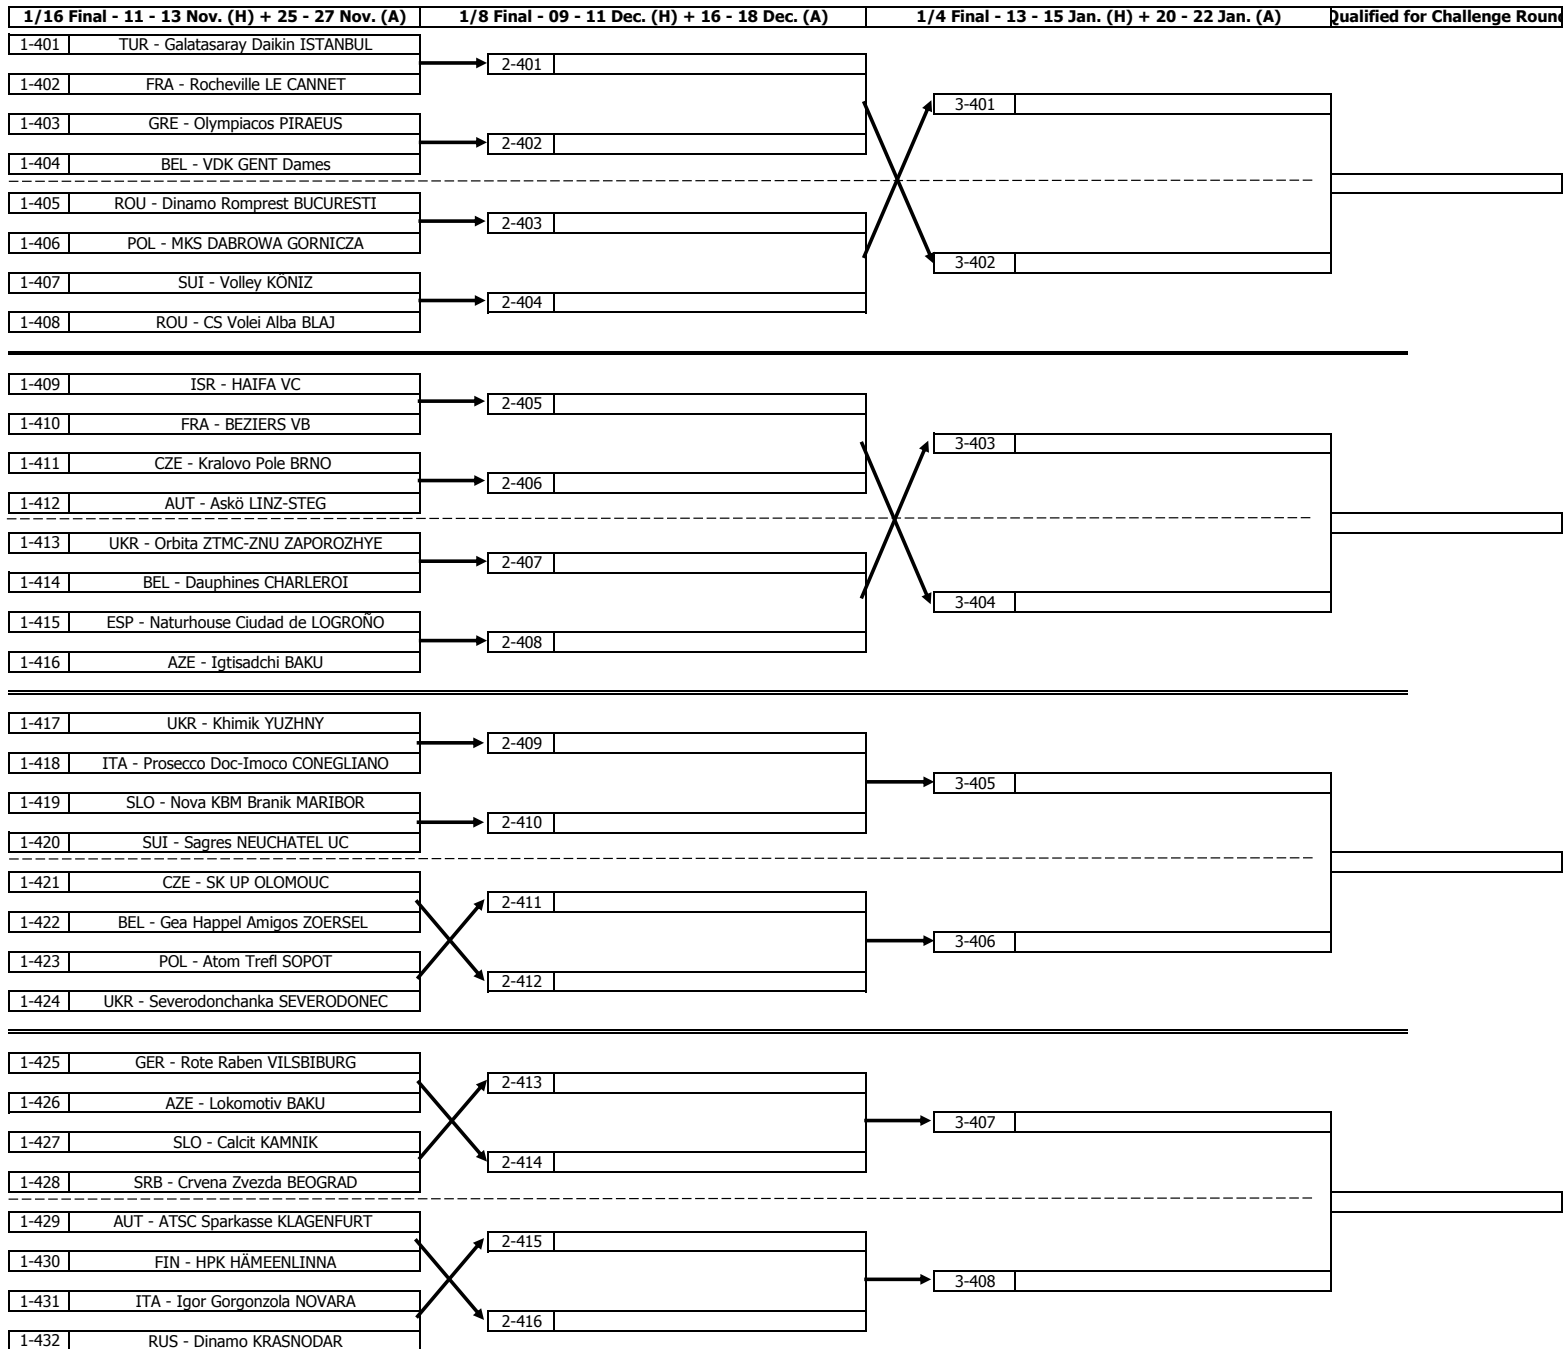 1/16 Final - 11 - 13 Nov. (H) + 25 - 27 Nov. (A) 1/8 Final - 09 - 11 Dec. (H) + 16 - 18 Dec. (A) 1/4 Final - 13 - 15 Jan. (H) + 20 - 22 Jan. (A) Qualified for Challenge Round
1-401 TUR - Galatasaray Daikin ISTANBUL
2-401
1-402 FRA - Rocheville LE CANNET
3-401
1-403 GRE - Olympiacos PIRAEUS
2-402
1-404 BEL - VDK GENT Dames
1-405 ROU - Dinamo Romprest BUCURESTI
2-403
1-406 POL - MKS DABROWA GORNICZA
3-402
1-407 SUI - Volley KÖNIZ
2-404
1-408 ROU - CS Volei Alba BLAJ
1-409 ISR - HAIFA VC
2-405
1-410 FRA - BEZIERS VB
3-403
1-411 CZE - Kralovo Pole BRNO
2-406
1-412 AUT - Askö LINZ-STEG
1-413 UKR - Orbita ZTMC-ZNU ZAPOROZHYE
2-407
1-414 BEL - Dauphines CHARLEROI
3-404
1-415 ESP - Naturhouse Ciudad de LOGROÑO
2-408
1-416 AZE - Igtisadchi BAKU
1-417 UKR - Khimik YUZHNY
2-409
1-418 ITA - Prosecco Doc-Imoco CONEGLIANO
3-405
1-419 SLO - Nova KBM Branik MARIBOR
2-410
1-420 SUI - Sagres NEUCHATEL UC
1-421 CZE - SK UP OLOMOUC
2-411
1-422 BEL - Gea Happel Amigos ZOERSEL
3-406
1-423 POL - Atom Trefl SOPOT
2-412
1-424 UKR - Severodonchanka SEVERODONEC
1-425 GER - Rote Raben VILSBIBURG
2-413
1-426 AZE - Lokomotiv BAKU
3-407
1-427 SLO - Calcit KAMNIK
2-414
1-428 SRB - Crvena Zvezda BEOGRAD
1-429 AUT - ATSC Sparkasse KLAGENFURT
2-415
1-430 FIN - HPK HÄMEENLINNA
3-408
1-431 ITA - Igor Gorgonzola NOVARA
2-416
1-432 RUS - Dinamo KRASNODAR